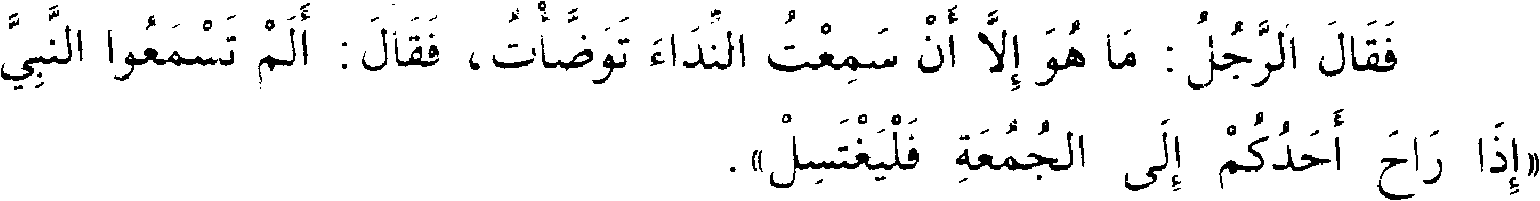 فَقَالَ الرَّجُلُ: مَا هُوَ إِلَّا أَنْ سَمِعْتُ النِّدَاءَ تَوَضَّأْتُ، فَقَالَ: أَلَمْ تَسْمَعُوا النَّبِيَّ
«إِذَا رَاحَ أَحَدُكُمْ إِلَى الجُمُعَةِ فَلْيَغْتَسِلْ».